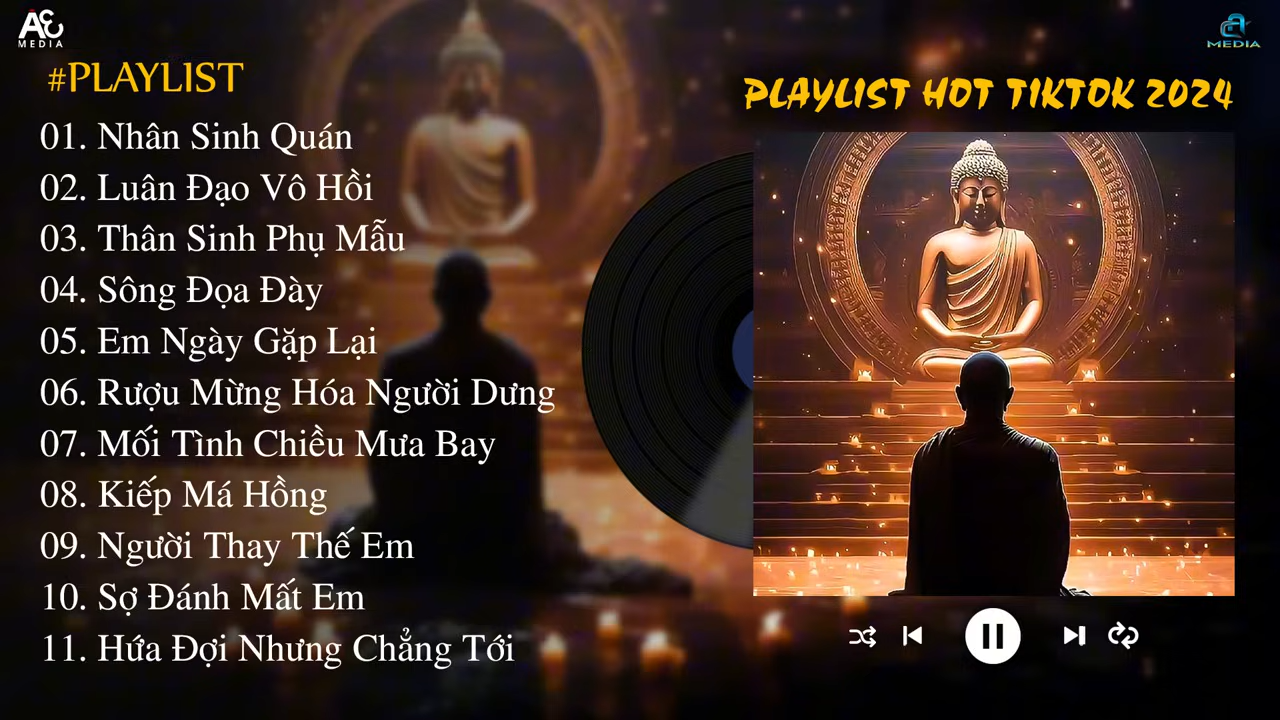 ACC
MEDIA
#PLAYLIST
01. Nhân Sinh Quán
02. Luân Đạo Vô Hồi
03. Thân Sinh Phụ Mẫu
04. Sông Đọa Đày
05. Em Ngày Gặp Lại
06. Rượu Mừng Hóa Người Dưng
07. Mối Tình Chiều Mưa Bay
08. Kiếp Má Hồng
09. Người Thay Thế Em
10. Sợ Đánh Mất Em
11. Hứa Đợi Nhưng Chẳng Tới
MEDIA
PLAYLIST HOT TIKTOK 2024